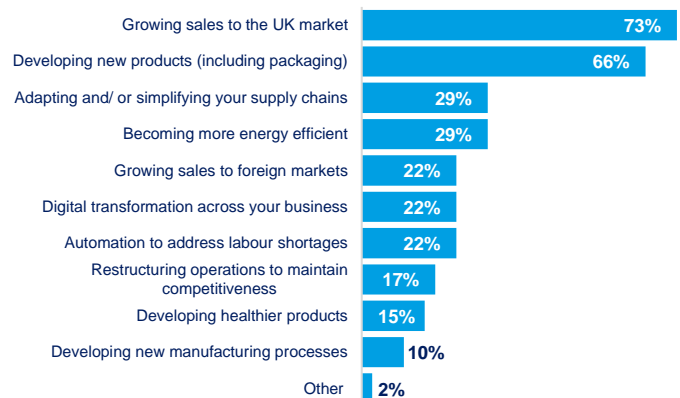 Growing sales to the UK market 73%
Developing new products (including packaging) 66%
Adapting and/ or simplifying your supply chains 29%
Becoming more energy efficient 29%
Growing sales to foreign markets 22%
Digital transformation across your business 22%
Automation to address labour shortages 22%
Restructuring operations to maintain
competitiveness 17%
Developing healthier products 15%
Developing new manufacturing processes 10%
Other 2%